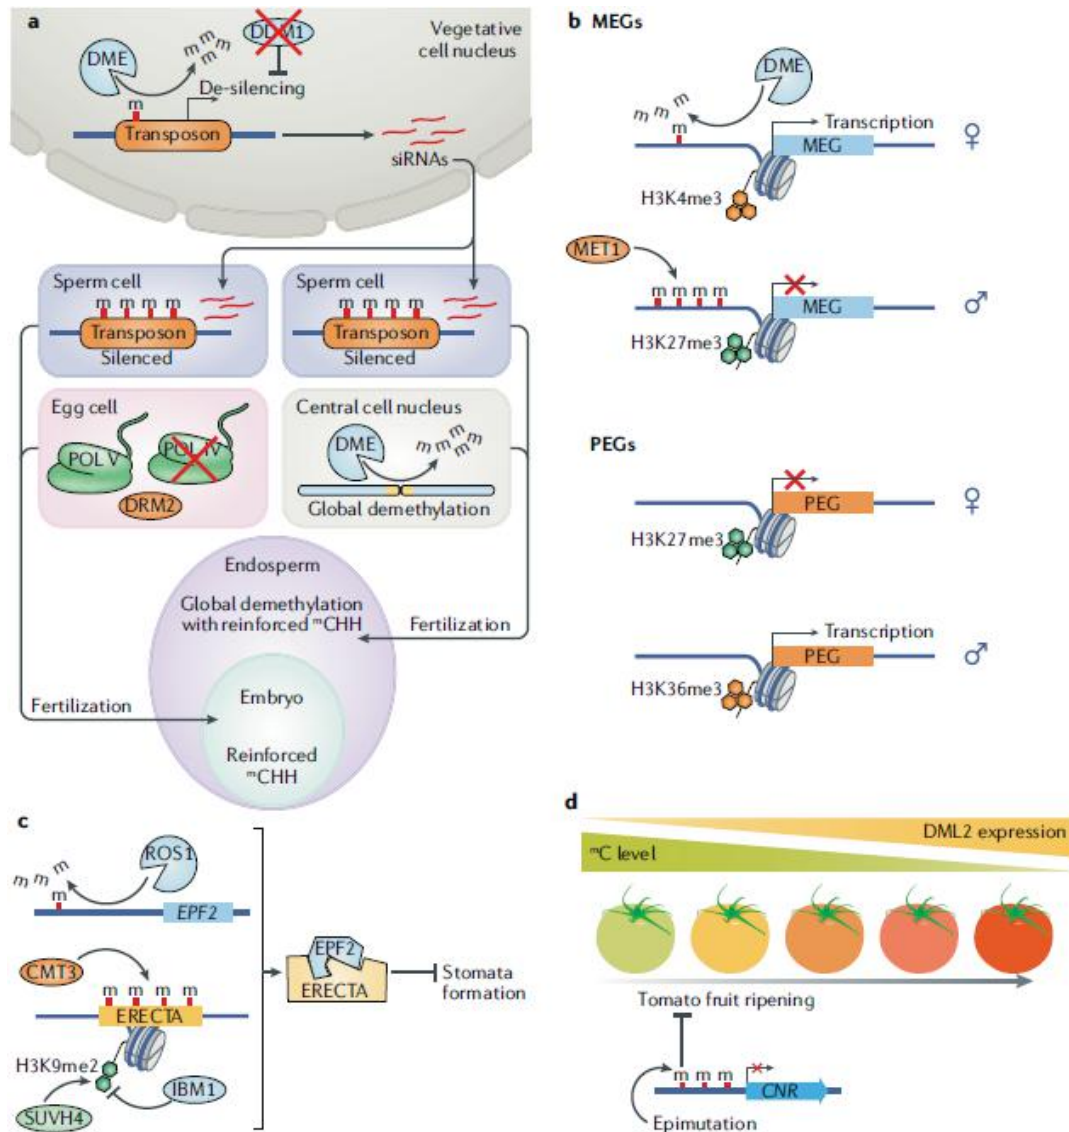 a
Vegetative
cell nucleus
DME
m
m
m
m
m
DDM1
De-silencing
m
Transposon
siRNAs
Sperm cell
m m m m
Transposon
Silenced
Sperm cell
m m m m
Transposon
Silenced
Egg cell
POL V
POL IV
DRM2
Central cell nucleus
DME
m
m
m
m
m
m
Global demethylation
Endosperm
Global demethylation
with reinforced mCHH
Fertilization
Fertilization
Embryo
Reinforced
mCHH
b MEGs
DME
m m m
m
Transcription
MEG
♀
H3K4me3
MET1
m m m m
MEG
♂
H3K27me3
PEGs
PEG
♀
H3K27me3
Transcription
PEG
♂
H3K36me3
c
ROS1
m m m
m
EPF2
CMT3
m m m m
ERECTA
H3K9me2
SUVH4
IBM1
EPF2
ERECTA
Stomata
formation
d
DML2 expression
mC level
Tomato fruit ripening
m m m
CNR
Epimutation